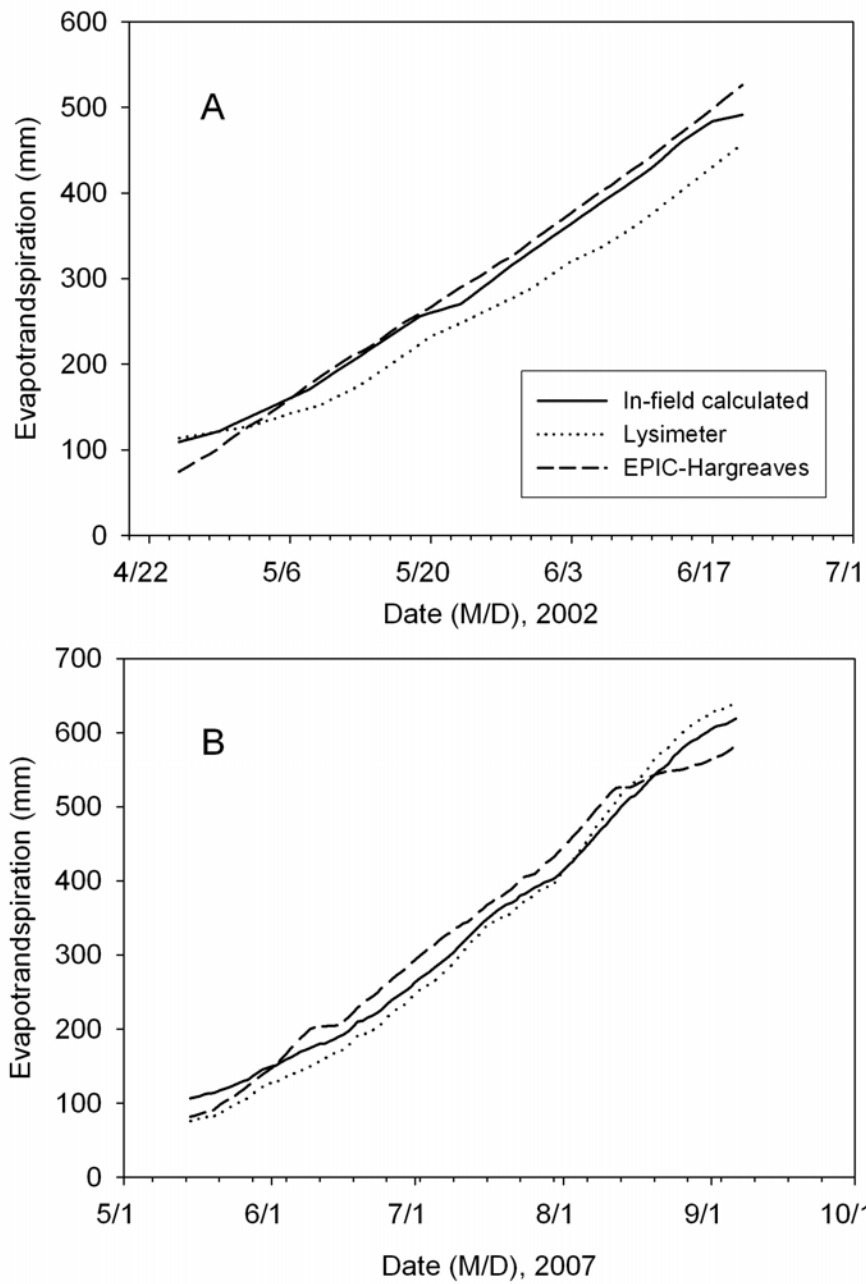 600
500
400
300
200
100
0
Evapotrandspiration (mm)
A
In-field calculated
Lysimeter
EPIC-Hargreaves
4/22 5/6 5/20 6/3 6/17 7/1
Date (M/D), 2002
700
600
500
400
300
200
100
0
Evapotrandspiration (mm)
B
5/1 6/1 7/1 8/1 9/1 10/1
Date (M/D), 2007